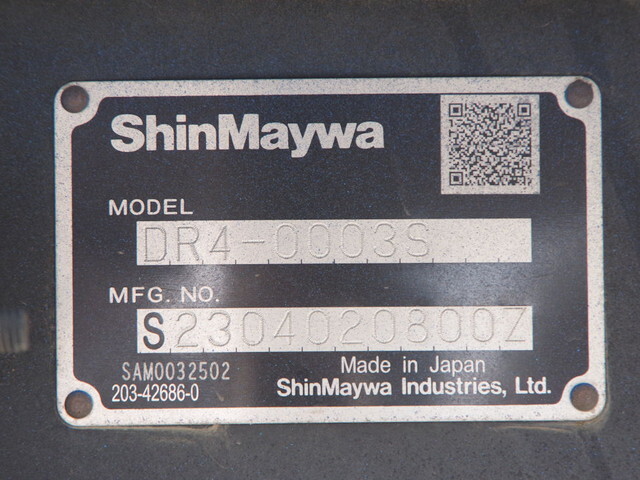 ShinMaywa
MODEL
DR4-0003S
MFG. NO.
S2304020800Z
SAM0032502
203-42686-0
Made in Japan
ShinMaywa Industries, Ltd.